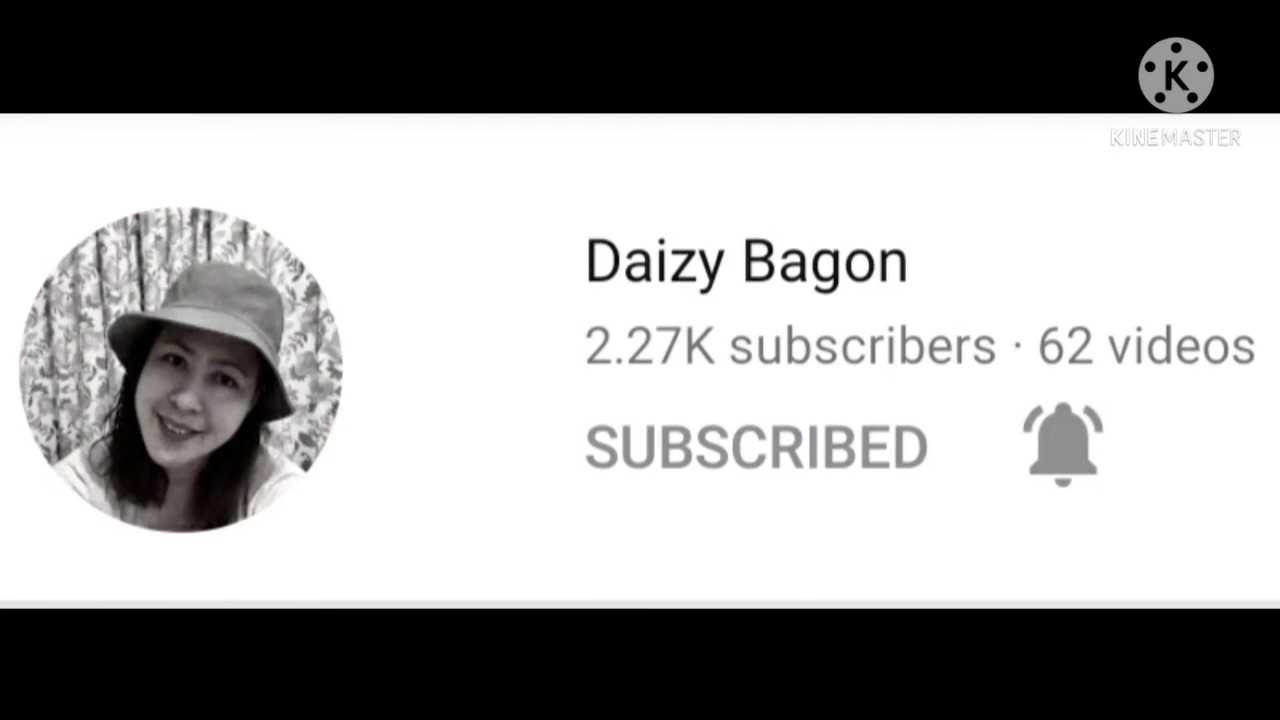 K
KINEMASTER
Daizy Bagon
2.27K subscribers · 62 videos
SUBSCRIBED